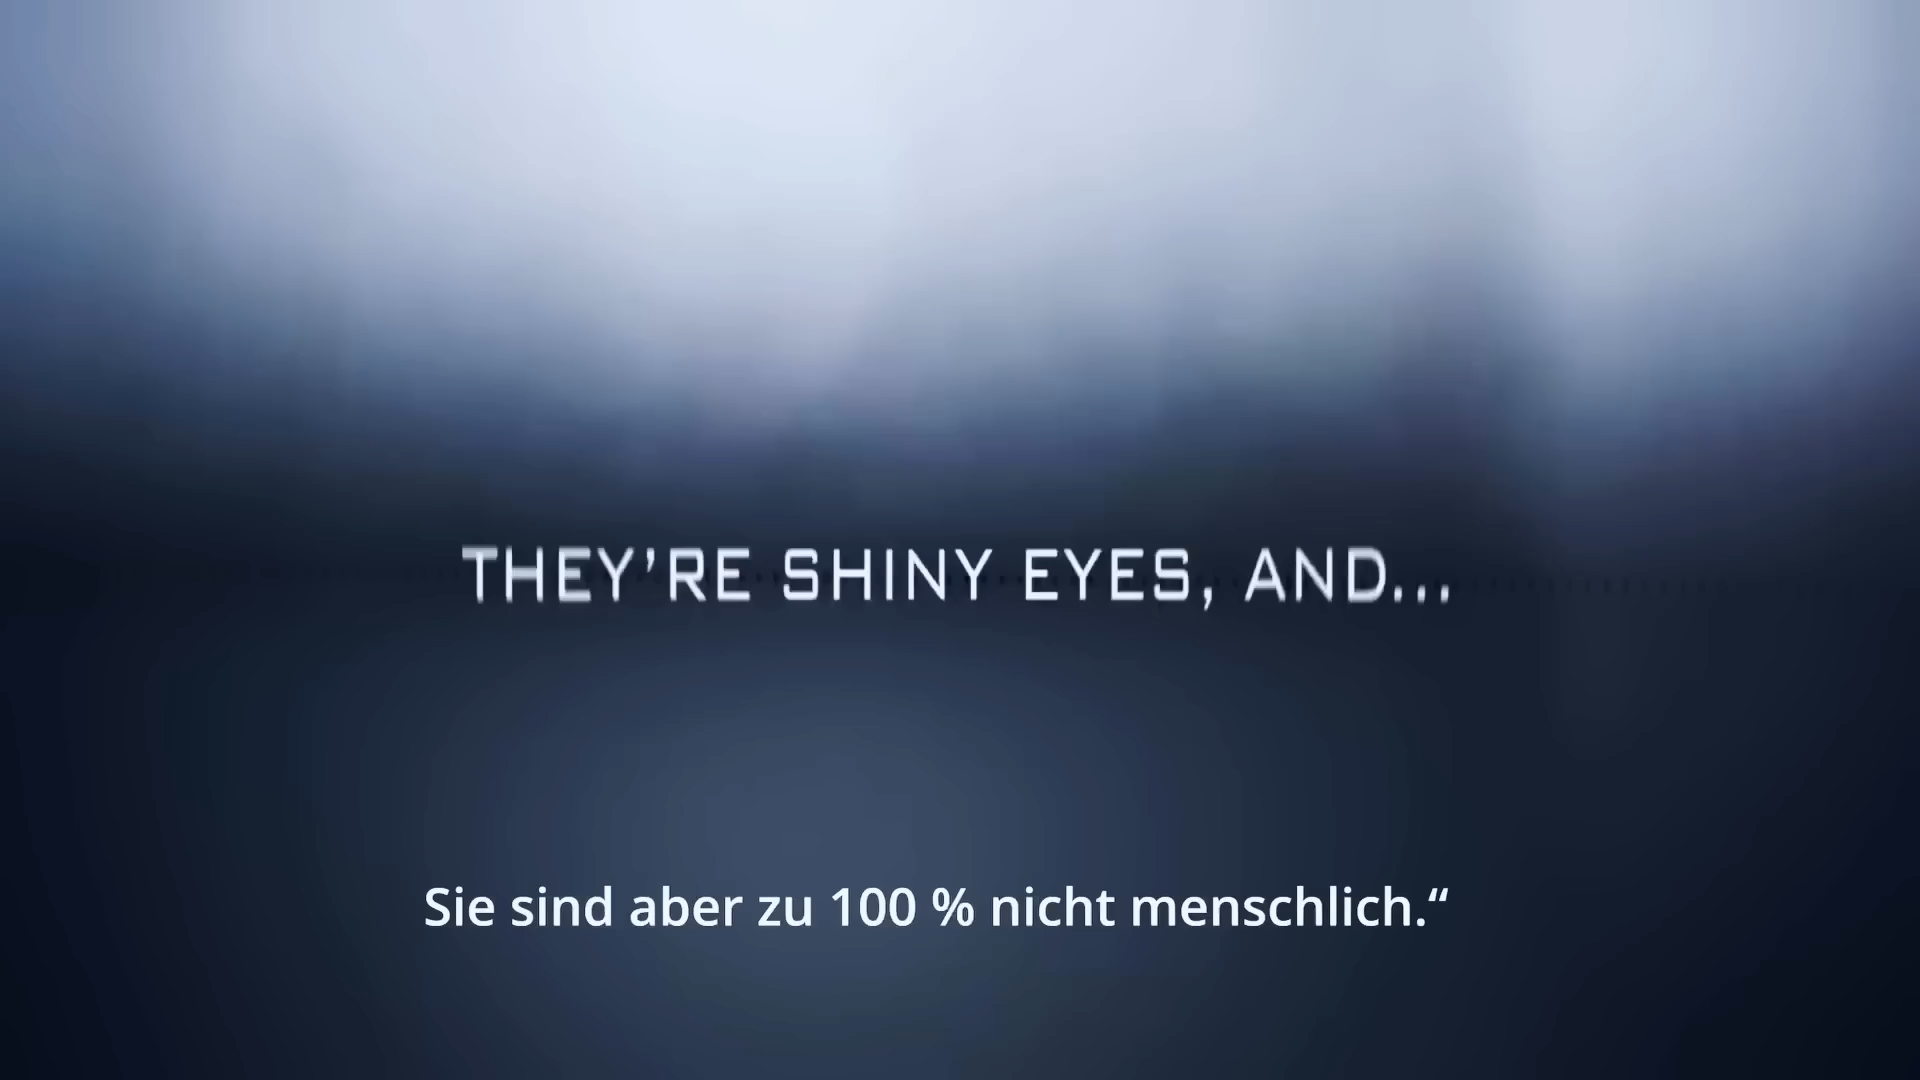 THEY'RE SHINY EYES, AND...
Sie sind aber zu 100 % nicht menschlich.“